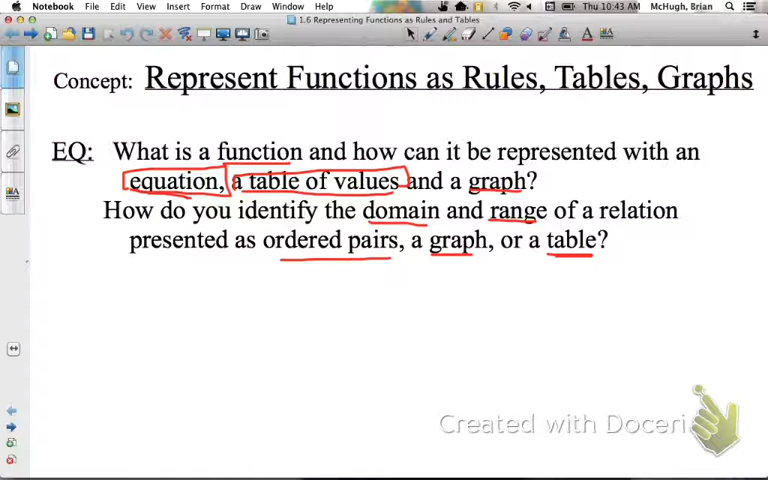 Notebook File Edit View Insert Format Draw Window Help Thu 10:43 AM McHugh, Brian
1.6 Representing Functions as Rules and Tables
Concept: Represent Functions as Rules, Tables, Graphs
EQ: What is a function and how can it be represented with an
equation, a table of values and a graph?
How do you identify the domain and range of a relation
presented as ordered pairs, a graph, or a table?
Created with Doceri